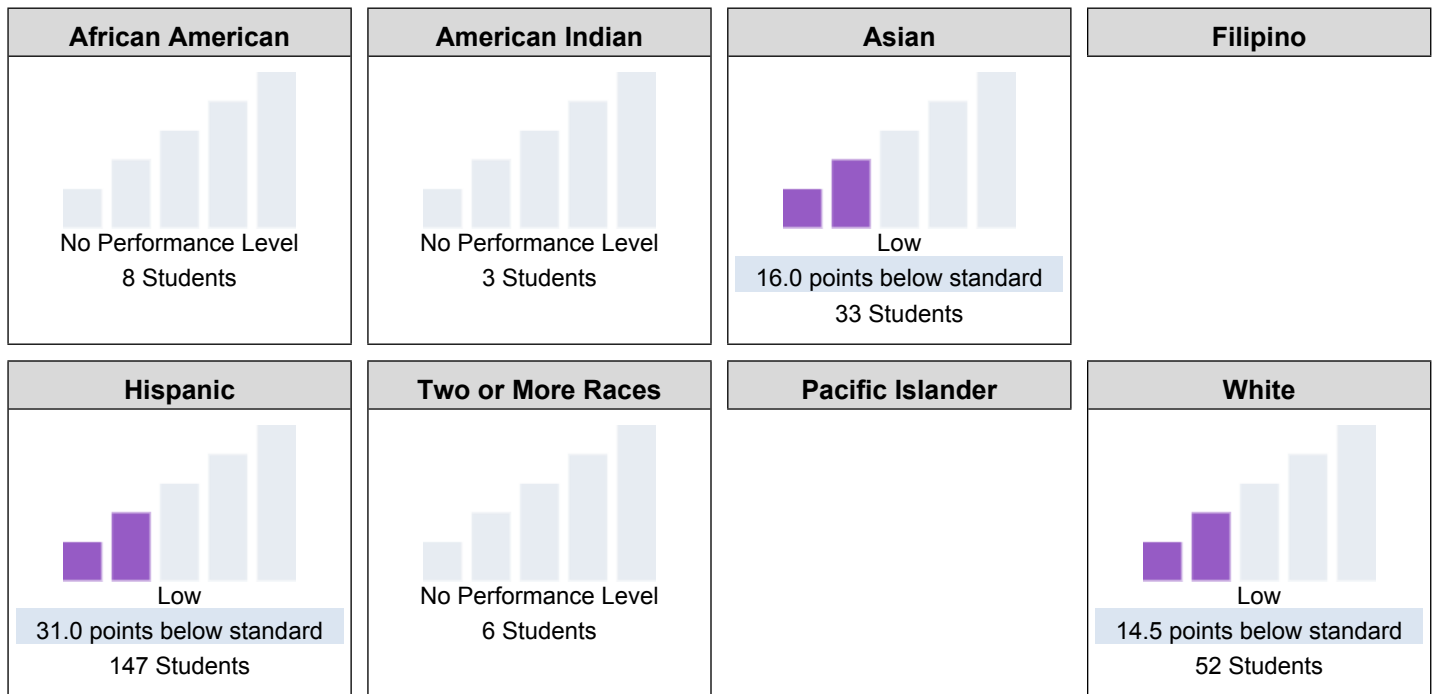 African American
No Performance Level
8 Students
American Indian
No Performance Level
3 Students
Asian
Low
16.0 points below standard
33 Students
Filipino
Hispanic
Low
31.0 points below standard
147 Students
Two or More Races
No Performance Level
6 Students
Pacific Islander
White
Low
14.5 points below standard
52 Students